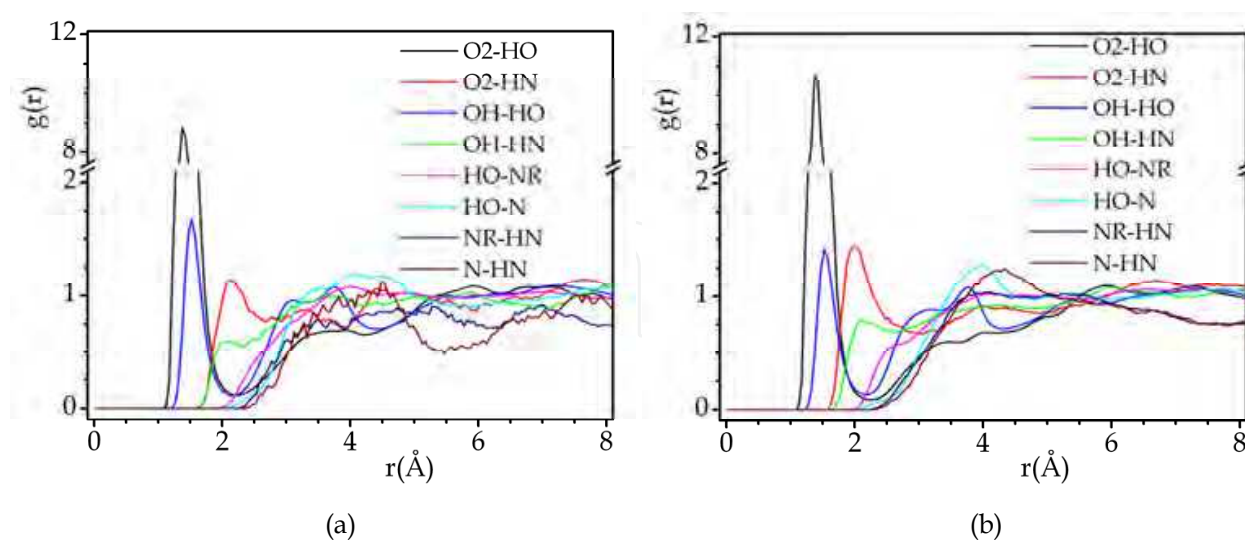 12
8
2
1
0
g(r)
O2-HO
O2-HN
OH-HO
OH-HN
HO-NR
HO-N
NR-HN
N-HN
0 2 4 6 8
r(Å)
(a)
12
8
2
1
0
g(r)
O2-HO
O2-HN
OH-HO
OH-HN
HO-NR
HO-N
NR-HN
N-HN
0 2 4 6 8
r(Å)
(b)